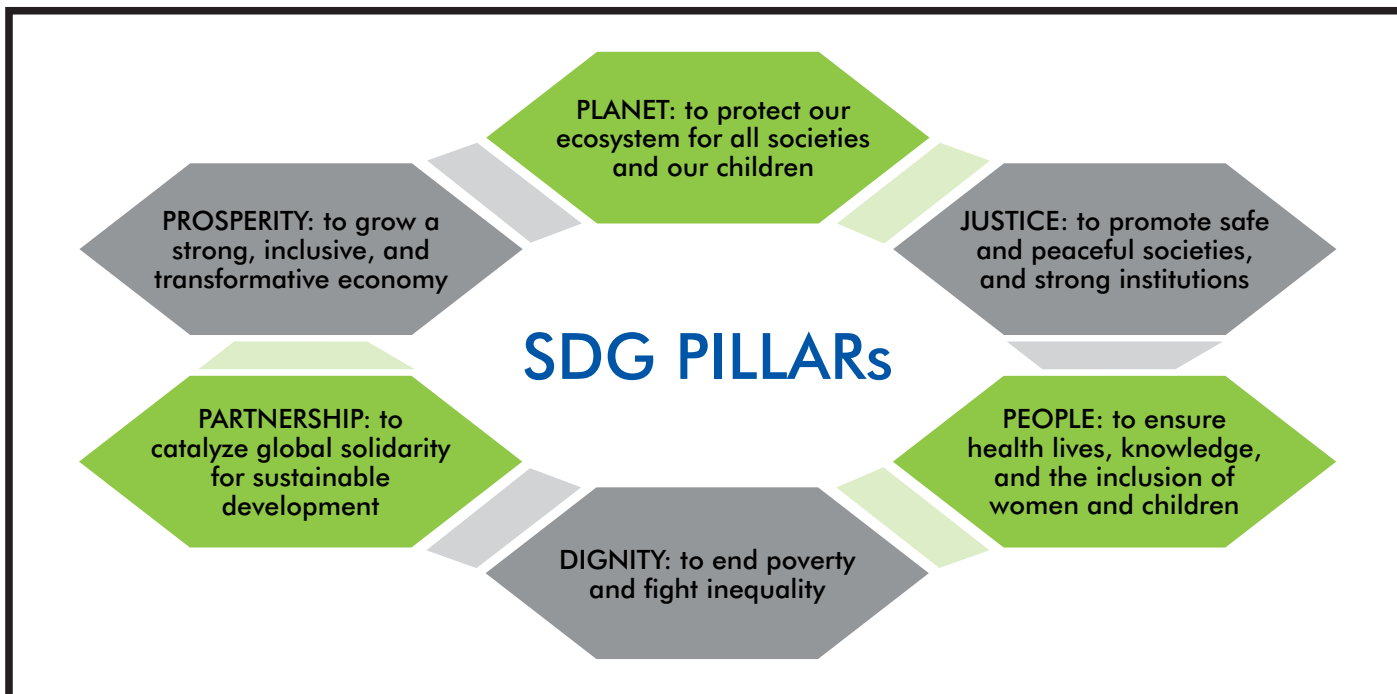 PLANET: to protect our
ecosystem for all societies
and our children
PROSPERITY: to grow a
strong, inclusive, and
transformative economy
JUSTICE: to promote safe
and peaceful societies,
and strong institutions
SDG PILLARs
PARTNERSHIP: to
catalyze global solidarity
for sustainable
development
PEOPLE: to ensure
health lives, knowledge,
and the inclusion of
women and children
DIGNITY: to end poverty
and fight inequality